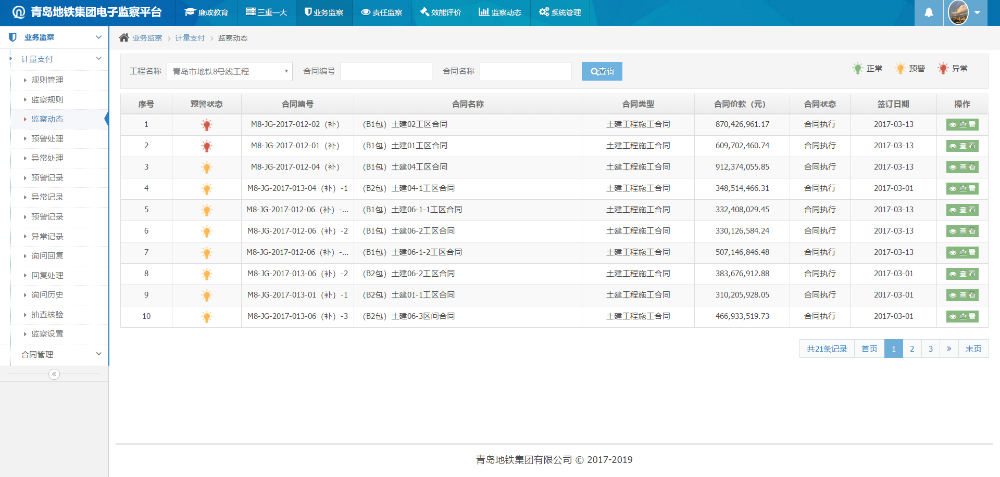 青岛地铁集团电子监察平台 廉政教育 三重一大 业务监察 责任监察 效能评价 监察动态 系统管理
业务监察
计量支付
规则管理
监察规则
监察动态
预警处理
异常处理
预警记录
异常记录
预警记录
异常记录
询问回复
回复处理
询问历史
抽查核验
监察设置
合同管理
业务监察 计量支付 监察动态
工程名称 青岛市地铁8号线工程 合同编号 合同名称 查询 正常 预警 异常
序号 预警状态 合同编号 合同名称 合同类型 合同价款（元） 合同状态 签订日期 操作
1 M8-JG-2017-012-02（补） （B1包）土建02工区合同 土建工程施工合同 870,426,961.17 合同执行 2017-03-13 查看
2 M8-JG-2017-012-01（补） （B1包）土建01工区合同 土建工程施工合同 609,702,460.74 合同执行 2017-03-13 查看
3 M8-JG-2017-012-04（补） （B1包）土建04工区合同 土建工程施工合同 912,374,055.85 合同执行 2017-03-13 查看
4 M8-JG-2017-013-04（补）-1 （B2包）土建04-1工区合同 土建工程施工合同 348,514,466.31 合同执行 2017-03-01 查看
5 M8-JG-2017-012-06（补）-... （B1包）土建06-1-1工区合同 土建工程施工合同 332,408,029.45 合同执行 2017-03-13 查看
6 M8-JG-2017-012-06（补）-2 （B1包）土建06-2工区合同 土建工程施工合同 330,126,584.24 合同执行 2017-03-13 查看
7 M8-JG-2017-012-06（补）-... （B1包）土建06-1-2工区合同 土建工程施工合同 507,146,846.48 合同执行 2017-03-13 查看
8 M8-JG-2017-013-06（补）-2 （B2包）土建06-2工区合同 土建工程施工合同 383,676,912.88 合同执行 2017-03-01 查看
9 M8-JG-2017-013-01（补）-1 （B2包）土建01-1工区合同 土建工程施工合同 310,205,928.05 合同执行 2017-03-01 查看
10 M8-JG-2017-013-06（补）-3 （B2包）土建06-3区间合同 土建工程施工合同 466,933,519.73 合同执行 2017-03-01 查看
共21条记录 首页 1 2 3 » 末页
青岛地铁集团有限公司 © 2017-2019